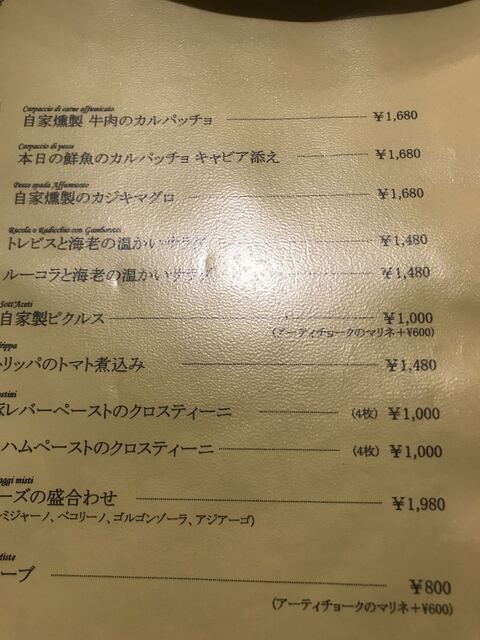 Carpaccio di carne affumicato
自家燻製 牛肉のカルパッチョ ¥1,680
Carpaccio di pesce
本日の鮮魚のカルパッチョ キャビア添え ¥1,680
Pesce spada Affumicato
自家燻製のカジキマグロ ¥1,680
Rucola o Radicchio con Gamberetti
トレビスと海老の温かいサラダ ¥1,480
ルーコラと海老の温かいサラダ ¥1,480
Sott'Aceti
自家製ピクルス ¥1,000
(アーティチョークのマリネ+¥600)
rippa
トリッパのトマト煮込み ¥1,480
ostini
レバーペーストのクロスティーニ (4枚) ¥1,000
ハムペーストのクロスティーニ (4枚) ¥1,000
aggi misti
ーズの盛合わせ ¥1,980
ミジャーノ、ペコリーノ、ゴルゴンゾーラ、アジアーゴ)
Miste
ーブ ¥800
(アーティチョークのマリネ+¥600)